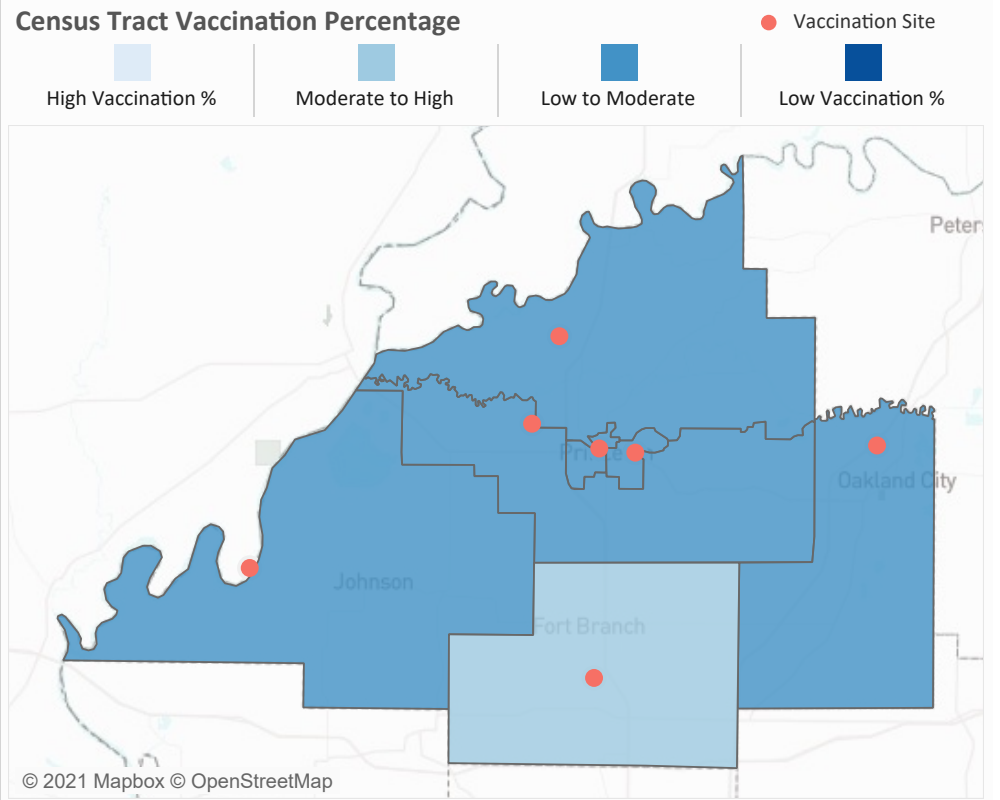 Census Tract Vaccination Percentage
Vaccination Site
High Vaccination %
Moderate to High
Low to Moderate
Low Vaccination %
Peter
Oakland City
Johnson
Fort Branch
© 2021 Mapbox © OpenStreetMap